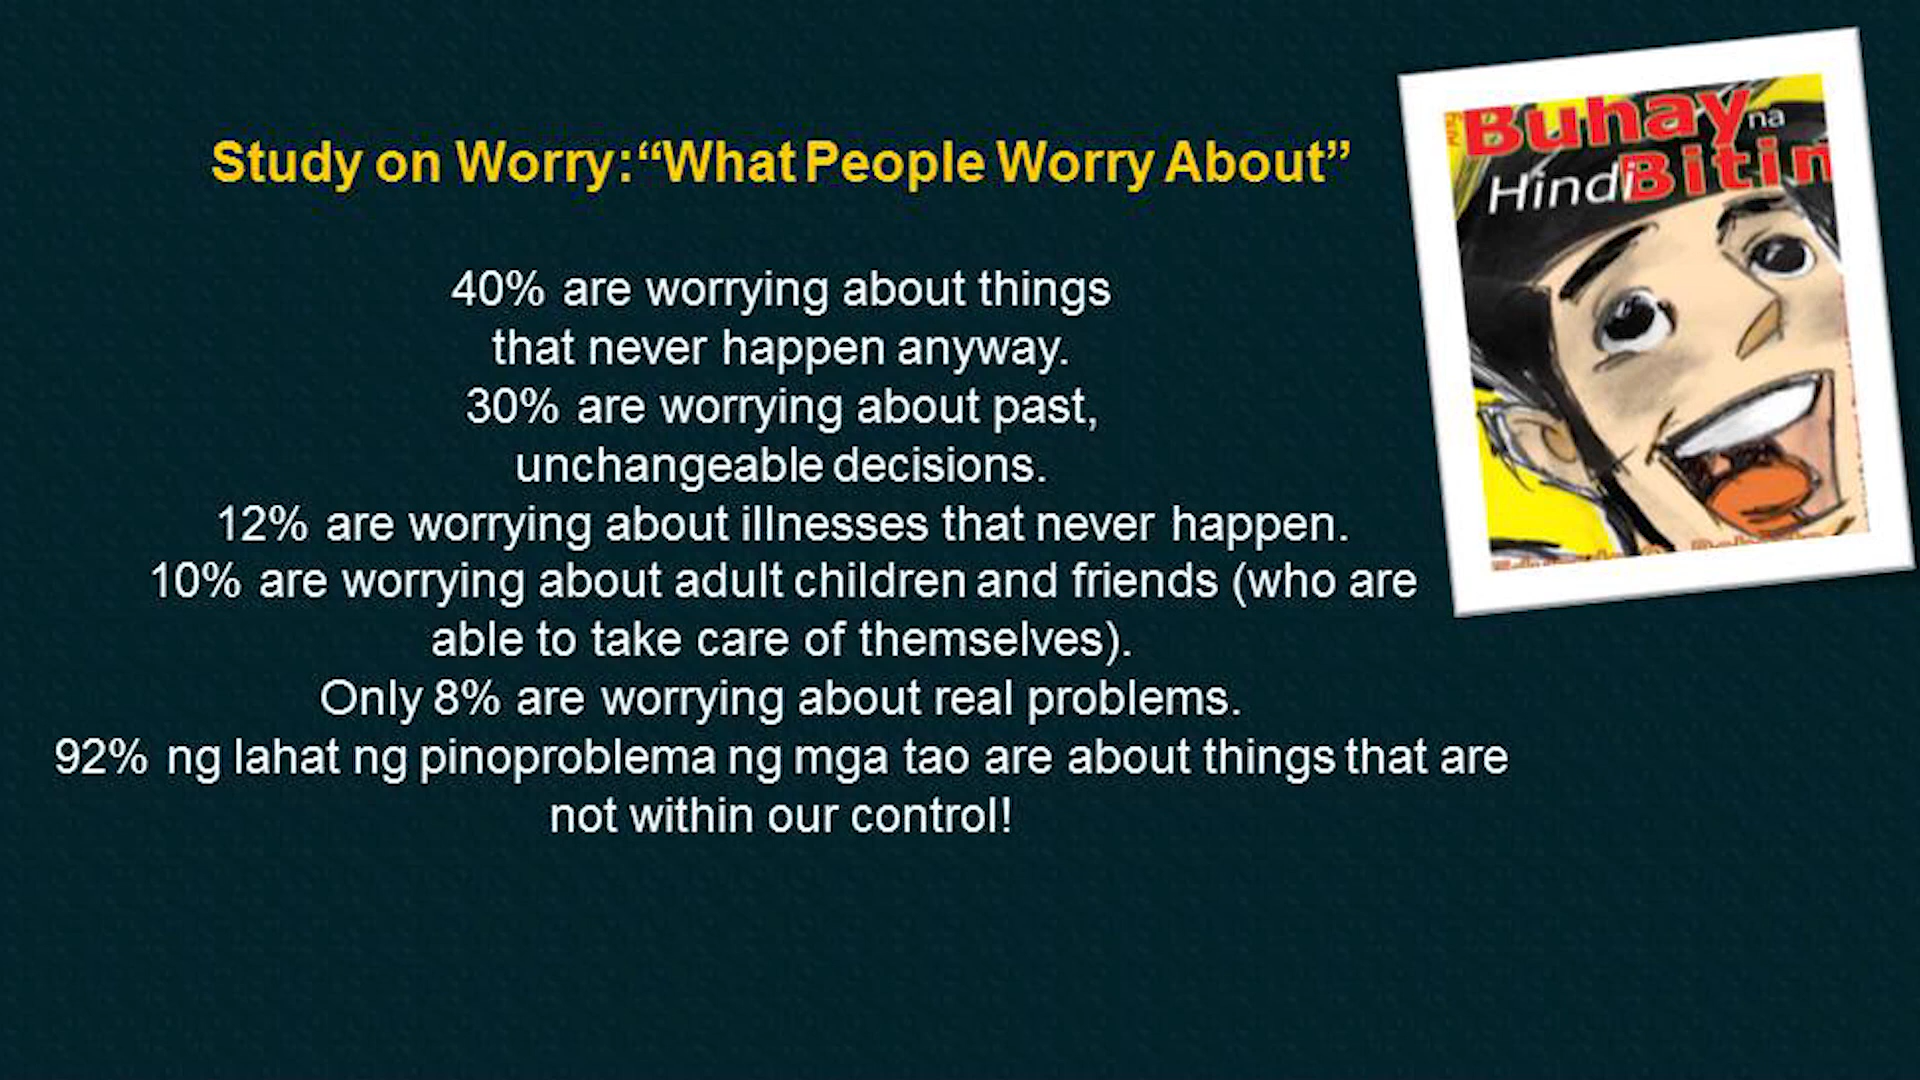 Study on Worry: “What People Worry About”
40% are worrying about things
that never happen anyway.
30% are worrying about past,
unchangeable decisions.
12% are worrying about illnesses that never happen.
10% are worrying about adult children and friends (who are
able to take care of themselves).
Only 8% are worrying about real problems.
92% ng lahat ng pinoproblema ng mga tao are about things that are
not within our control!
Ang
Buhay na
Hindi Bitin